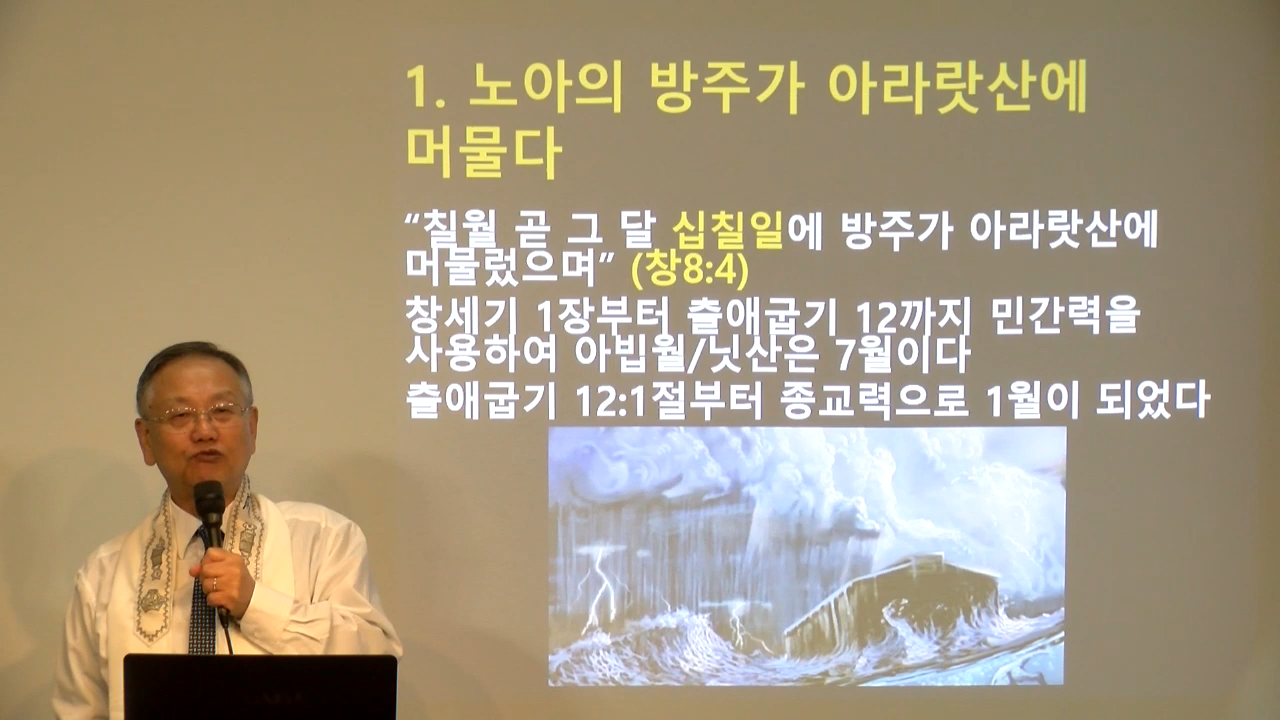 1. 노아의 방주가 아라랏산에
머물다
“칠월 곧 그 달 십칠일에 방주가 아라랏산에
머물렀으며” (창8:4)
창세기 1장부터 출애굽기 12까지 민간력을
사용하여 아빕월/닛산은 7월이다
출애굽기 12:1절부터 종교력으로 1월이 되었다